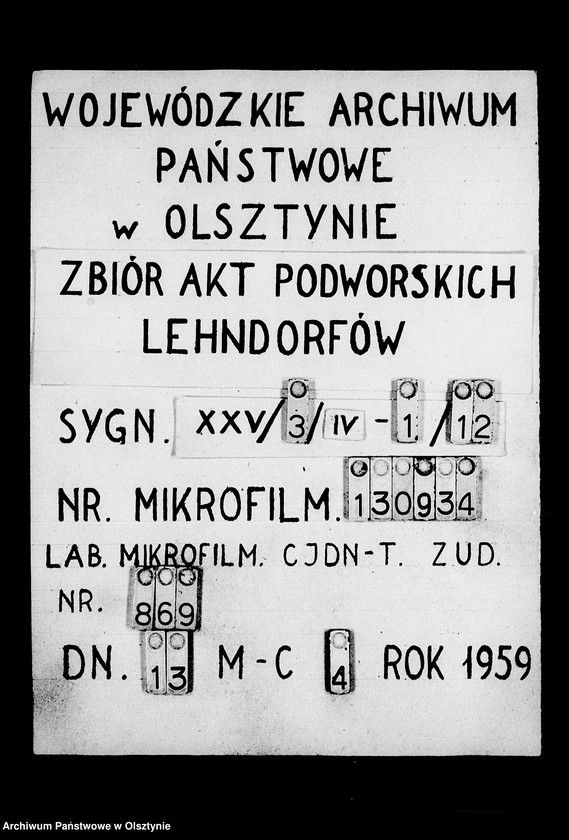 WOJEWÓDZKIE ARCHIWUM
PAŃSTWOWE
w OLSZTYNIE
ZBIÓR AKT PODWORSKICH
LEHNDORFÓW
SYGN. XXV/3/IV-1/12
NR. MIKROFILM. 130934
LAB. MIKROFILM. CJDN-T. ZUD.
NR. 869
DN. 13 M-C 4 ROK 1959
Archiwum Państwowe w Olsztynie